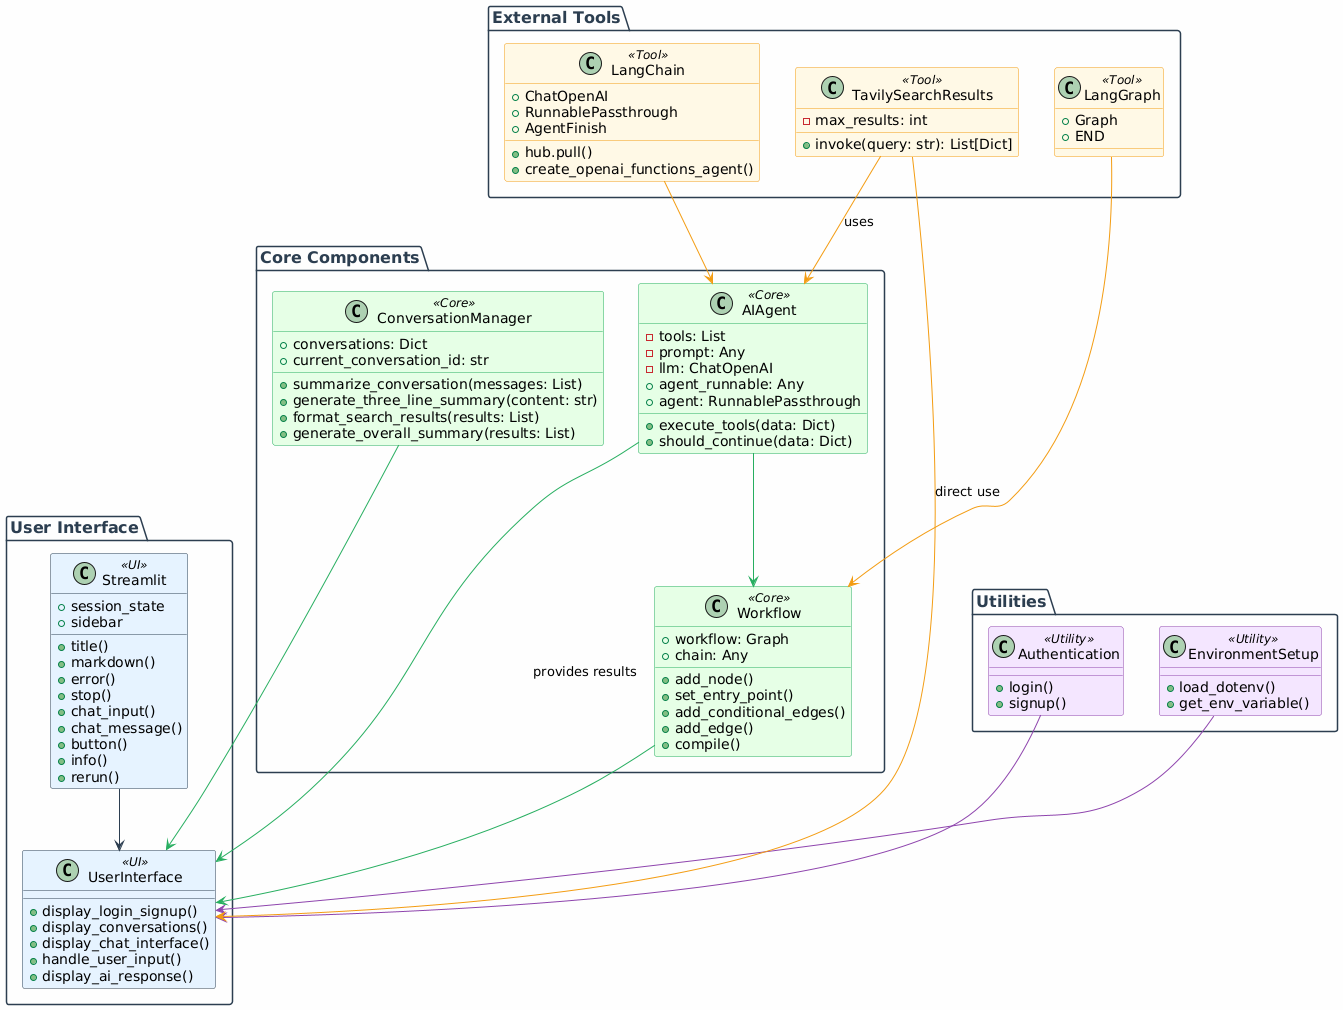 External Tools
C «Tool»
LangChain
ChatOpenAI
RunnablePassthrough
AgentFinish
hub.pull()
create_openai_functions_agent()
C «Tool»
TavilySearchResults
max_results: int
invoke(query: str): List[Dict]
C «Tool»
LangGraph
Graph
END
uses
Core Components
C «Core»
ConversationManager
conversations: Dict
current_conversation_id: str
summarize_conversation(messages: List)
generate_three_line_summary(content: str)
format_search_results(results: List)
generate_overall_summary(results: List)
C «Core»
AIAgent
tools: List
prompt: Any
llm: ChatOpenAI
agent_runnable: Any
agent: RunnablePassthrough
execute_tools(data: Dict)
should_continue(data: Dict)
direct use
User Interface
C «UI»
Streamlit
session_state
sidebar
title()
markdown()
error()
stop()
chat_input()
chat_message()
button()
info()
rerun()
provides results
C «Core»
Workflow
workflow: Graph
chain: Any
add_node()
set_entry_point()
add_conditional_edges()
add_edge()
compile()
Utilities
C «Utility»
Authentication
login()
signup()
C «Utility»
EnvironmentSetup
load_dotenv()
get_env_variable()
C «UI»
UserInterface
display_login_signup()
display_conversations()
display_chat_interface()
handle_user_input()
display_ai_response()